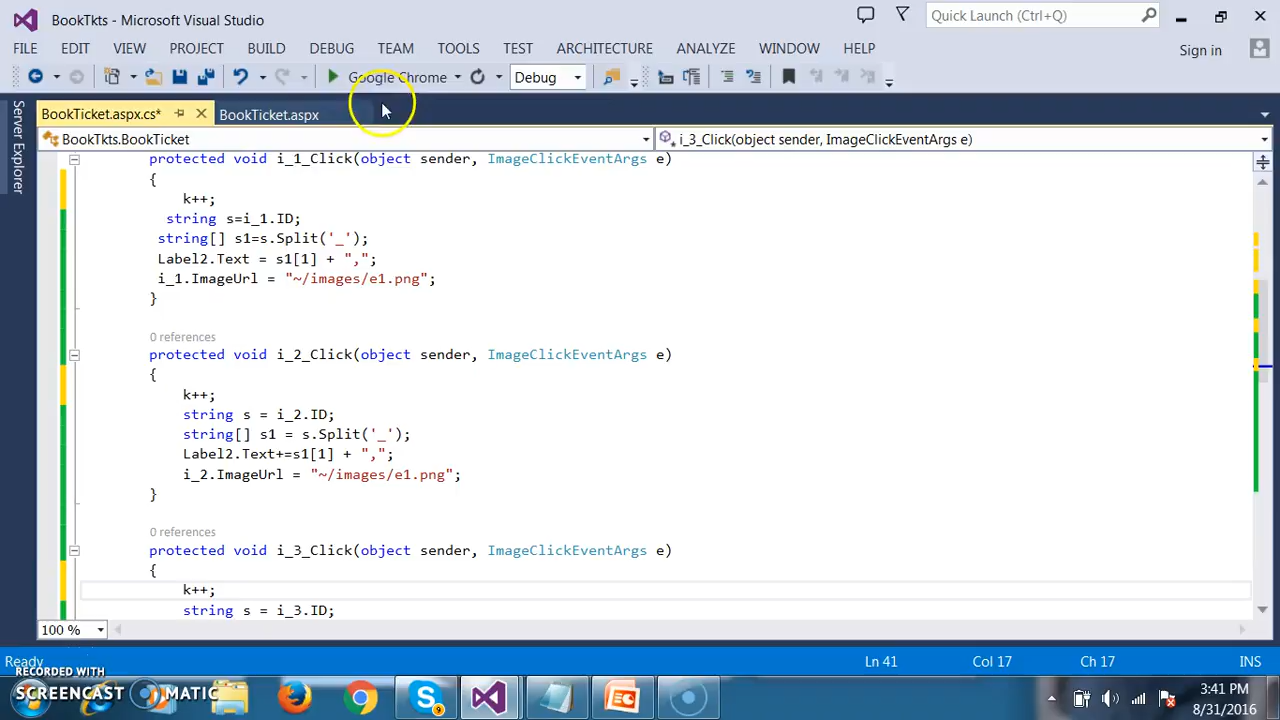 BookTkts - Microsoft Visual Studio
Quick Launch (Ctrl+Q)
FILE EDIT VIEW PROJECT BUILD DEBUG TEAM TOOLS TEST ARCHITECTURE ANALYZE WINDOW HELP
Sign in
Google Chrome
Debug
Server Explorer
BookTicket.aspx.cs*
BookTicket.aspx
BookTkts.BookTicket
i_3_Click(object sender, ImageClickEventArgs e)
protected void i_1_Click(object sender, ImageClickEventArgs e)
{
k++;
string s=i_1.ID;
string[] s1=s.Split('_');
Label2.Text = s1[1] + ",";
i_1.ImageUrl = "~/images/e1.png";
}
0 references
protected void i_2_Click(object sender, ImageClickEventArgs e)
{
k++;
string s = i_2.ID;
string[] s1 = s.Split('_');
Label2.Text+=s1[1] + ",";
i_2.ImageUrl = "~/images/e1.png";
}
0 references
protected void i_3_Click(object sender, ImageClickEventArgs e)
{
k++;
string s = i_3.ID;
100 %
Ready
Ln 41
Col 17
Ch 17
INS
RECORDED WITH
SCREENCAST MATIC
9
3:41 PM
8/31/2016